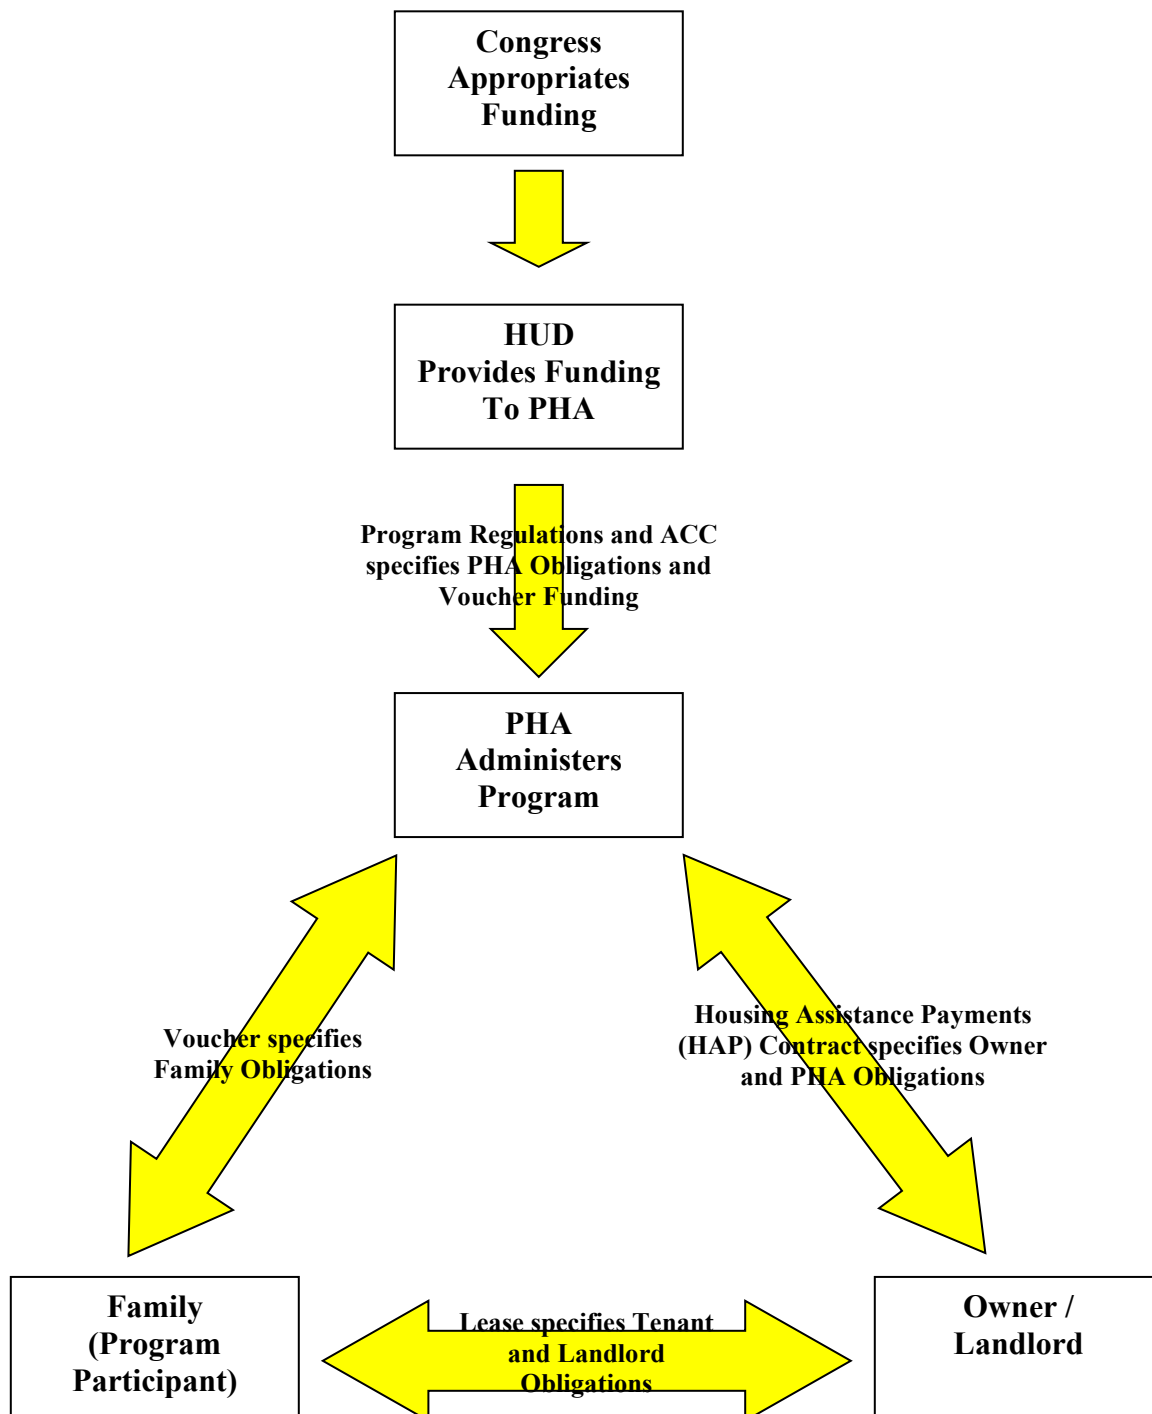 Congress
Appropriates
Funding
HUD
Provides Funding
To PHA
Program Regulations and ACC
specifies PHA Obligations and
Voucher Funding
PHA
Administers
Program
Voucher specifies
Family Obligations
Housing Assistance Payments
(HAP) Contract specifies Owner
and PHA Obligations
Family
(Program
Participant)
Lease specifies Tenant
and Landlord
Obligations
Owner /
Landlord